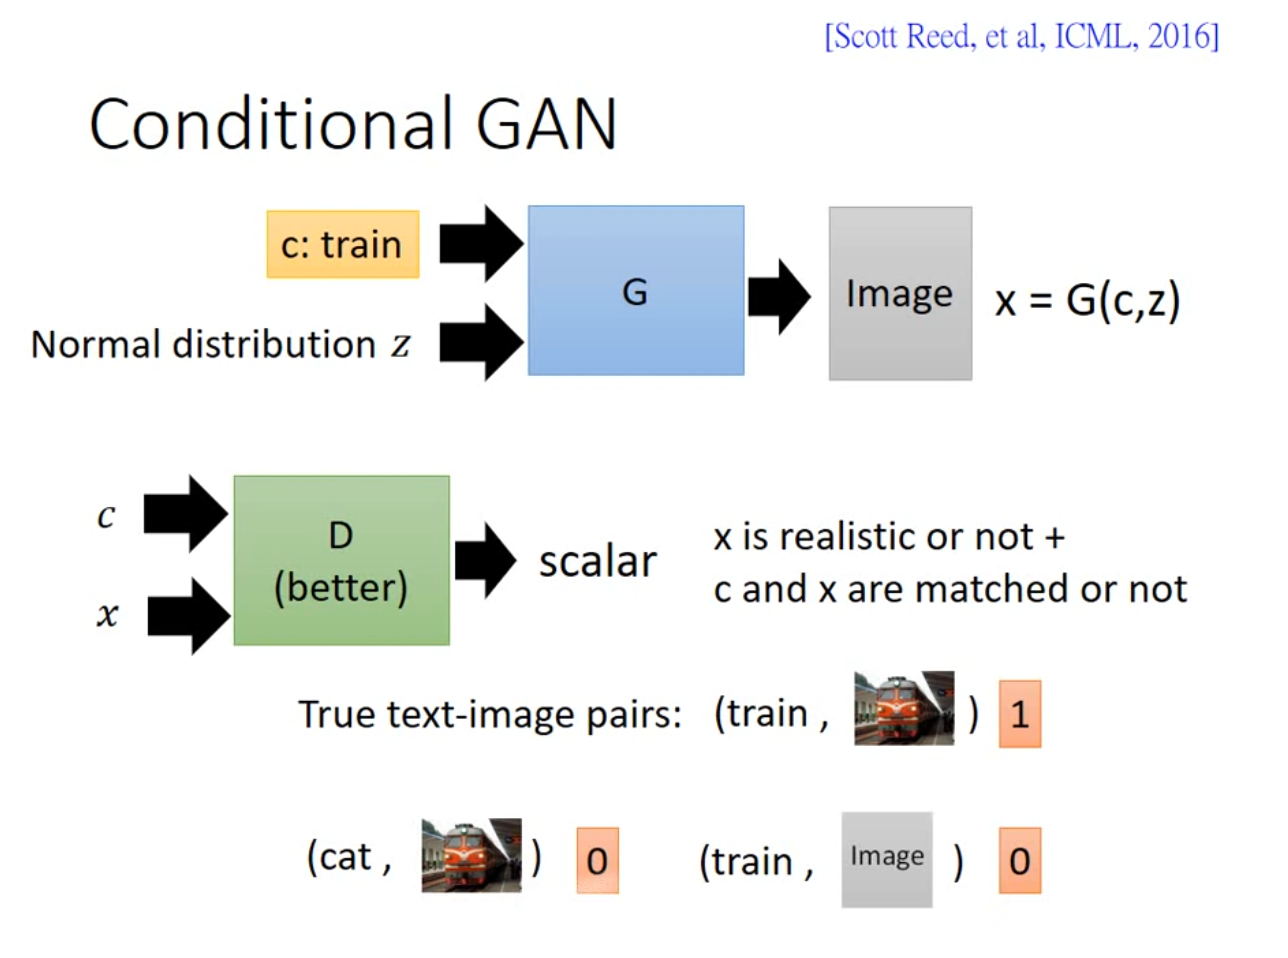 [Scott Reed, et al, ICML, 2016]
Conditional GAN
c: train
Normal distribution z
G
Image
x = G(c,z)
c
x
D
(better)
scalar
x is realistic or not +
c and x are matched or not
True text-image pairs: (train , ) 1
(cat , ) 0
(train , Image ) 0